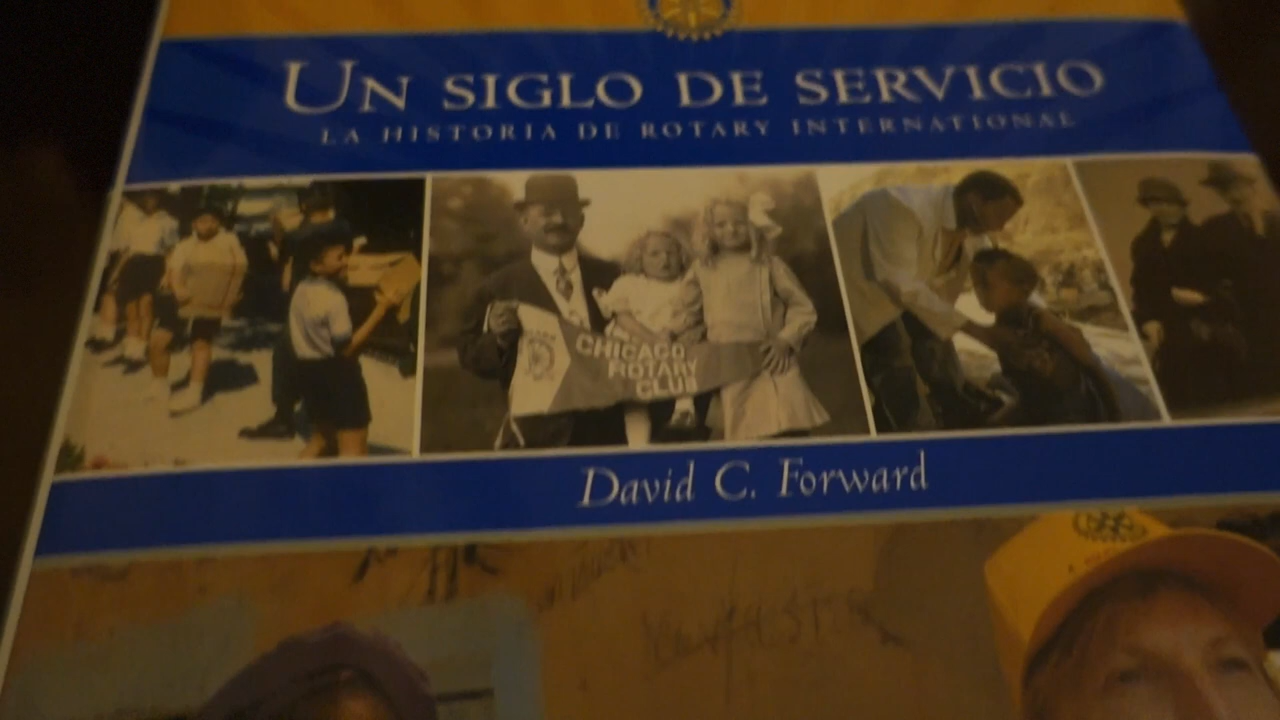 UN SIGLO DE SERVICIO
LA HISTORIA DE ROTARY INTERNATIONAL
CHICAGO
ROTARY
CLUB
David C. Forward